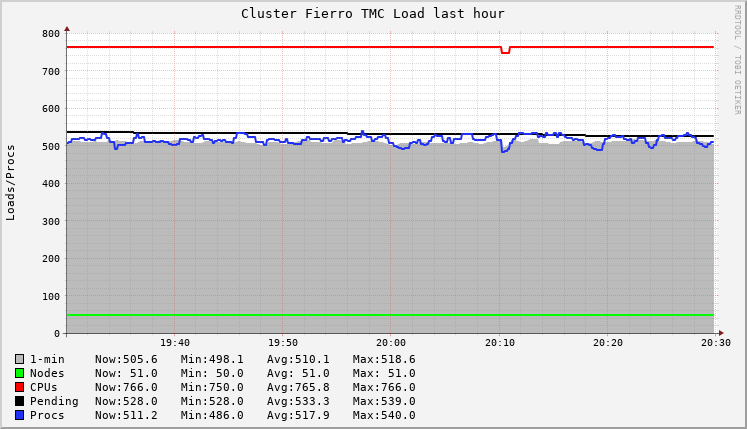 Cluster Fierro TMC Load last hour
RRDTOOL / TOBI OETIKER
Loads/Procs
800
700
600
500
400
300
200
100
0
19:40 19:50 20:00 20:10 20:20 20:30
1-min Now:505.6 Min:498.1 Avg:510.1 Max:518.6
Nodes Now: 51.0 Min: 50.0 Avg: 51.0 Max: 51.0
CPUs Now:766.0 Min:750.0 Avg:765.8 Max:766.0
Pending Now:528.0 Min:528.0 Avg:533.3 Max:539.0
Procs Now:511.2 Min:486.0 Avg:517.9 Max:540.0